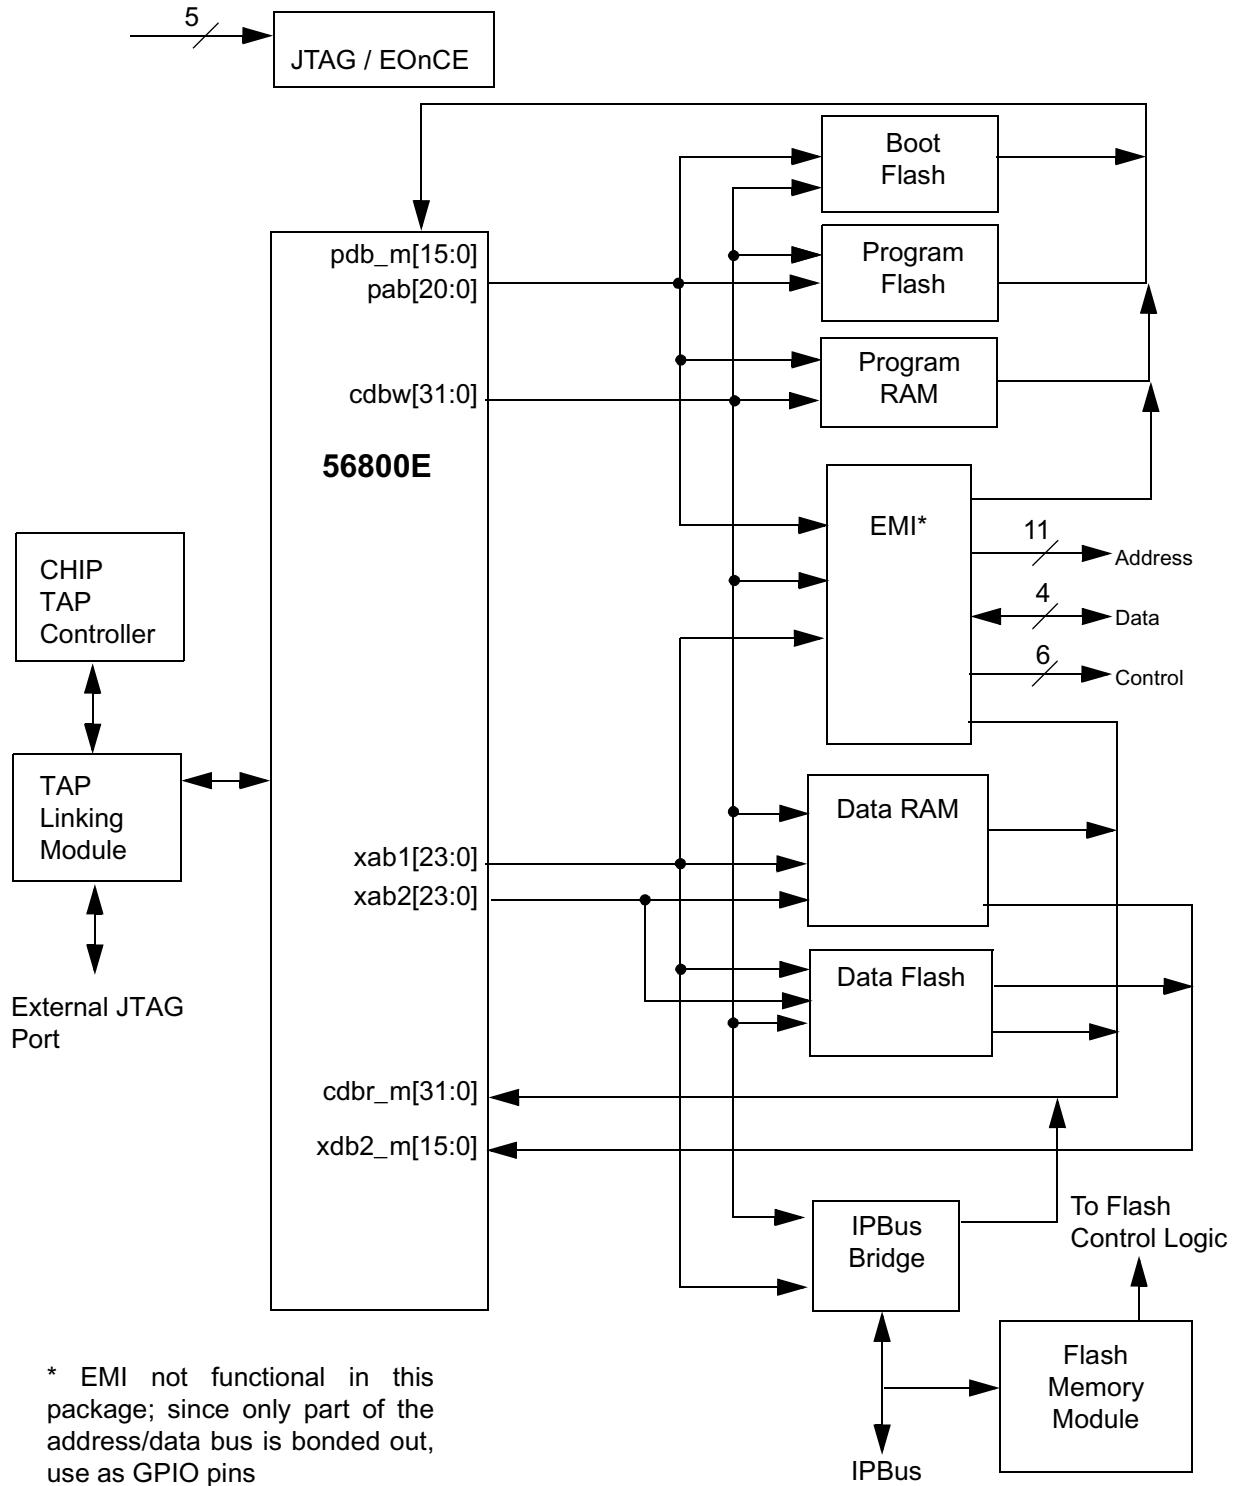 5
JTAG / EOnCE
Boot
Flash
pdb_m[15:0]
pab[20:0]
Program
Flash
cdbw[31:0]
Program
RAM
56800E
EMI*
11
Address
4
Data
6
Control
CHIP
TAP
Controller
TAP
Linking
Module
External JTAG
Port
xab1[23:0]
xab2[23:0]
Data RAM
Data Flash
cdbr_m[31:0]
xdb2_m[15:0]
IPBus
Bridge
To Flash
Control Logic
Flash
Memory
Module
IPBus
* EMI not functional in this
package; since only part of the
address/data bus is bonded out,
use as GPIO pins